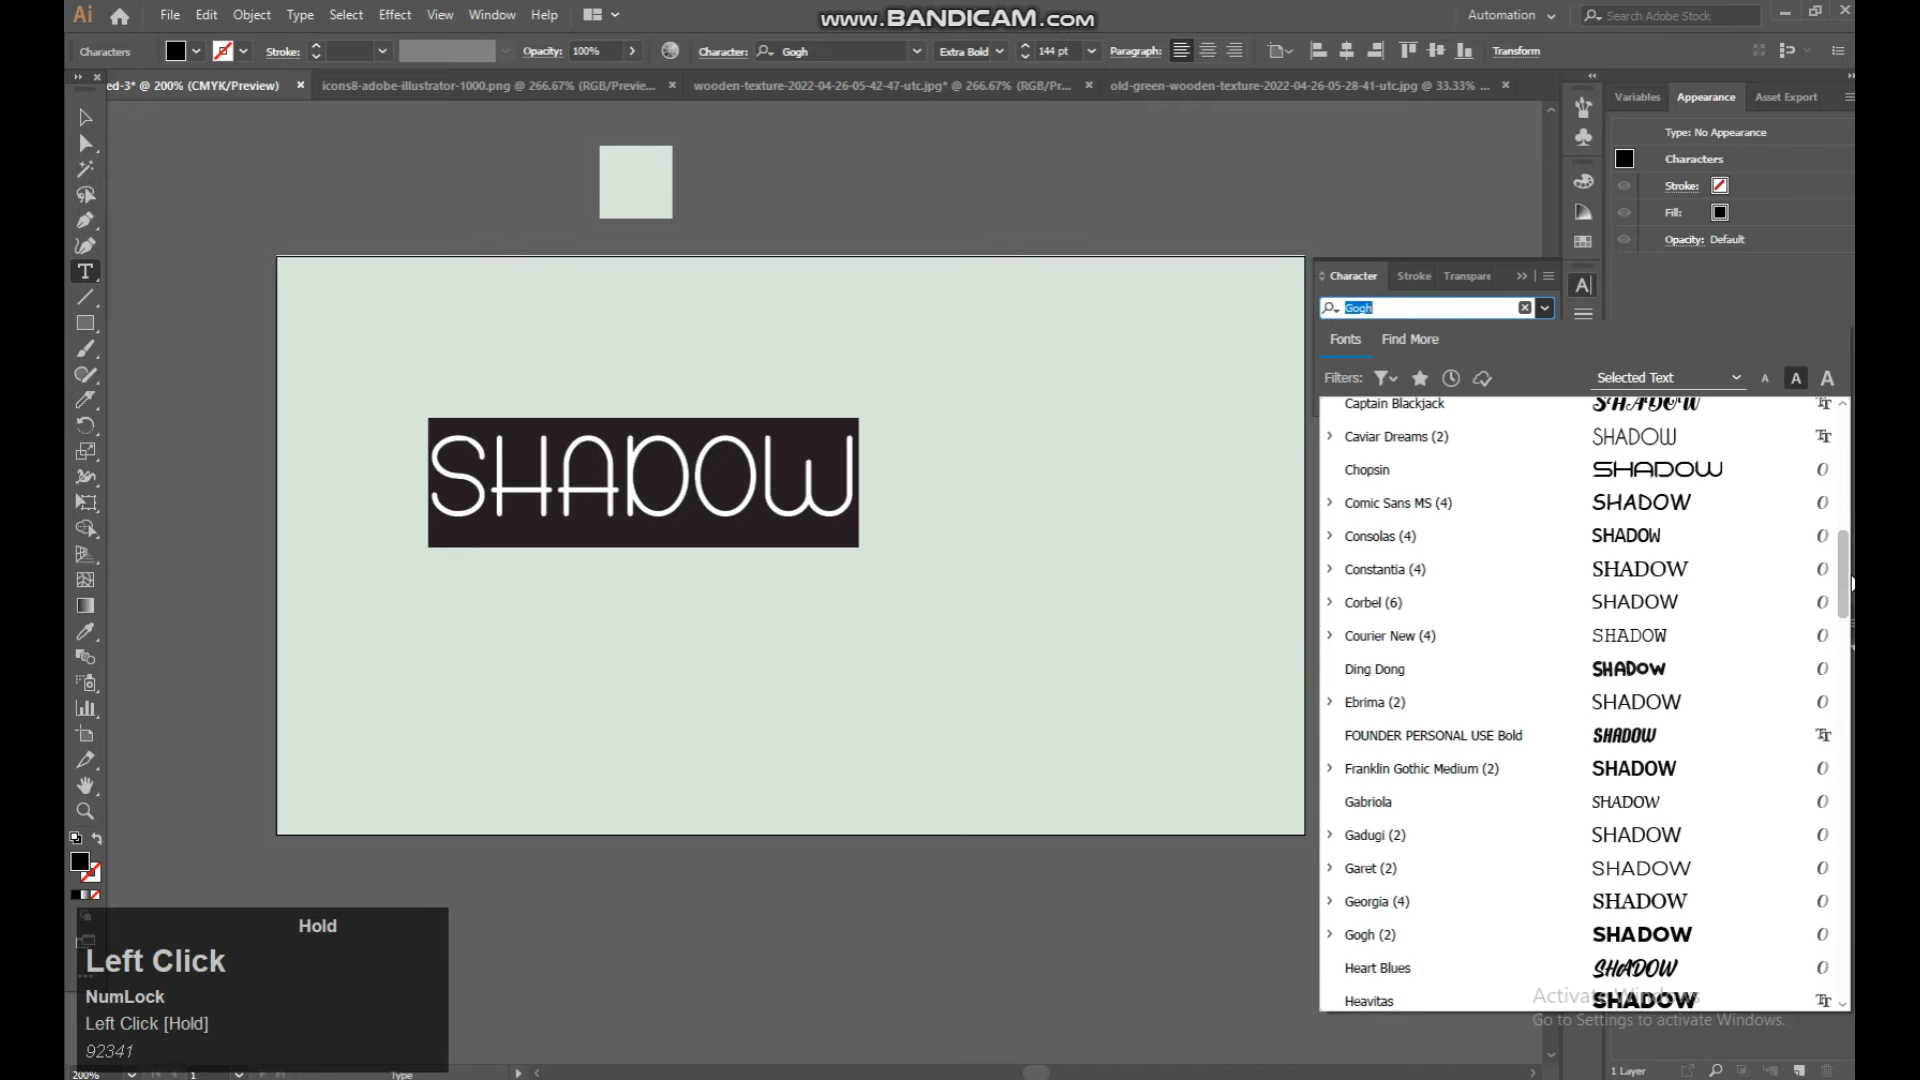 www.BANDICAM.com
Ai File Edit Object Type Select Effect View Window Help
Automation
Search Adobe Stock
Characters Stroke: Opacity: 100% Character: Gogh Extra Bold 144 pt Paragraph: Transform
ed-3* @ 200% (CMYK/Preview)
icons8-adobe-illustrator-1000.png @ 266.67% (RGB/Previe...
wooden-texture-2022-04-26-05-42-47-utc.jpg* @ 266.67% (RGB/Pr...
old-green-wooden-texture-2022-04-26-05-28-41-utc.jpg @ 33.33% ...
Variables Appearance Asset Export
Type: No Appearance
Characters
Stroke:
Fill:
Opacity: Default
Character Stroke Transpare
Gogh
Fonts Find More
Filters: Selected Text A A A
SHADOW
Captain Blackjack SHADOW
Caviar Dreams (2) SHADOW
Chopsin SHADOW
Comic Sans MS (4) SHADOW
Consolas (4) SHADOW
Constantia (4) SHADOW
Corbel (6) SHADOW
Courier New (4) SHADOW
Ding Dong SHADOW
Ebrima (2) SHADOW
FOUNDER PERSONAL USE Bold SHADOW
Franklin Gothic Medium (2) SHADOW
Gabriola SHADOW
Gadugi (2) SHADOW
Garet (2) SHADOW
Georgia (4) SHADOW
Gogh (2) SHADOW
Heart Blues SHADOW
Heavitas SHADOW
Activate Windows
Go to Settings to activate Windows.
Hold
Left Click
NumLock
Left Click [Hold]
92341
200% 1 Type
1 Layer